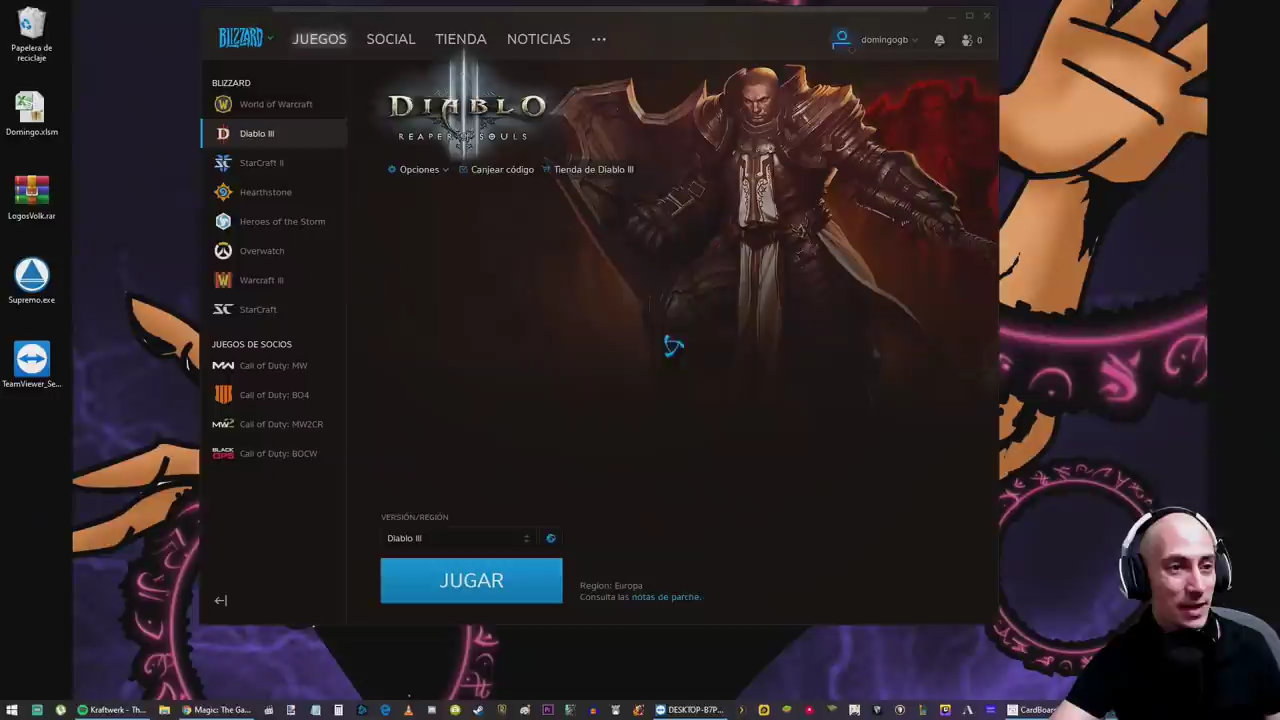 Papelera de
reciclaje
Domingo.xlsm
LogosVolk.rar
Supremo.exe
TeamViewer_Se...
BLIZZARD
JUEGOS
SOCIAL
TIENDA
NOTICIAS
domingogb
0
BLIZZARD
World of Warcraft
Diablo III
StarCraft II
Hearthstone
Heroes of the Storm
Overwatch
Warcraft III
StarCraft
JUEGOS DE SOCIOS
Call of Duty: MW
Call of Duty: BO4
Call of Duty: MW2CR
Call of Duty: BOCW
DIABLO
REAPER OF SOULS
Opciones
Canjear código
Tienda de Diablo III
VERSIÓN/REGIÓN
Diablo III
JUGAR
Region: Europa
Consulta las notas de parche.
Kraftwerk - Th...
Magic: The Ga...
DESKTOP-B7P...
CardBoa